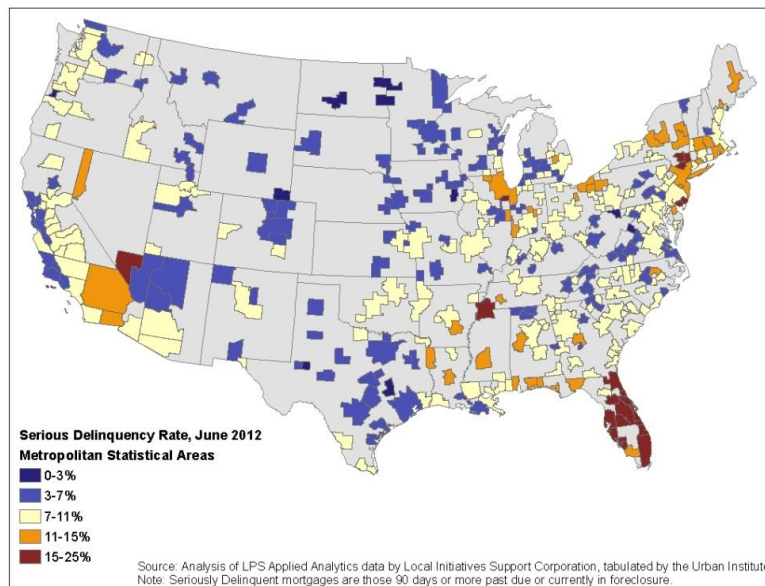 Serious Delinquency Rate, June 2012
Metropolitan Statistical Areas
0-3%
3-7%
7-11%
11-15%
15-25%
Source: Analysis of LPS Applied Analytics data by Local Initiatives Support Corporation, tabulated by the Urban Institute
Note: Seriously Delinquent mortgages are those 90 days or more past due or currently in foreclosure.